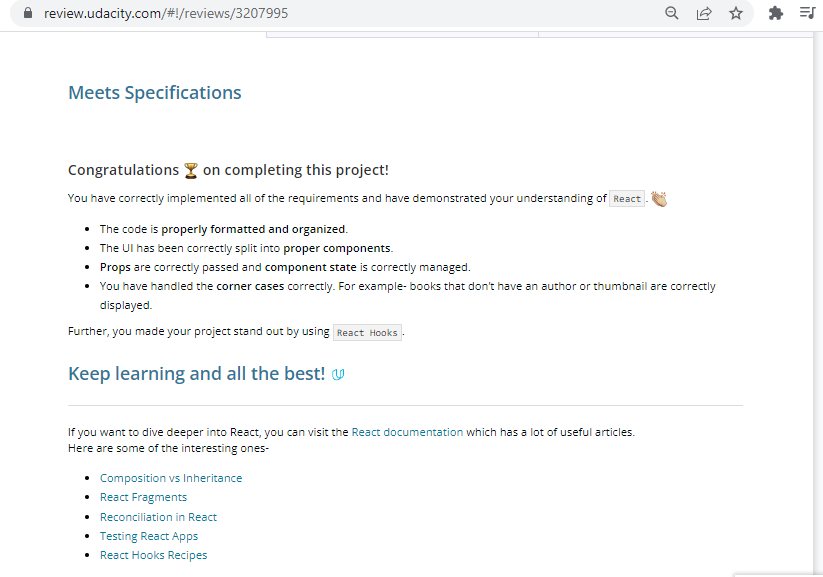 review.udacity.com/#!/reviews/3207995
Meets Specifications
Congratulations 🏆 on completing this project!
You have correctly implemented all of the requirements and have demonstrated your understanding of React. 👏
• The code is properly formatted and organized.
• The UI has been correctly split into proper components.
• Props are correctly passed and component state is correctly managed.
• You have handled the corner cases correctly. For example- books that don't have an author or thumbnail are correctly
displayed.
Further, you made your project stand out by using React Hooks.
Keep learning and all the best!
If you want to dive deeper into React, you can visit the React documentation which has a lot of useful articles.
Here are some of the interesting ones-
• Composition vs Inheritance
• React Fragments
• Reconciliation in React
• Testing React Apps
• React Hooks Recipes